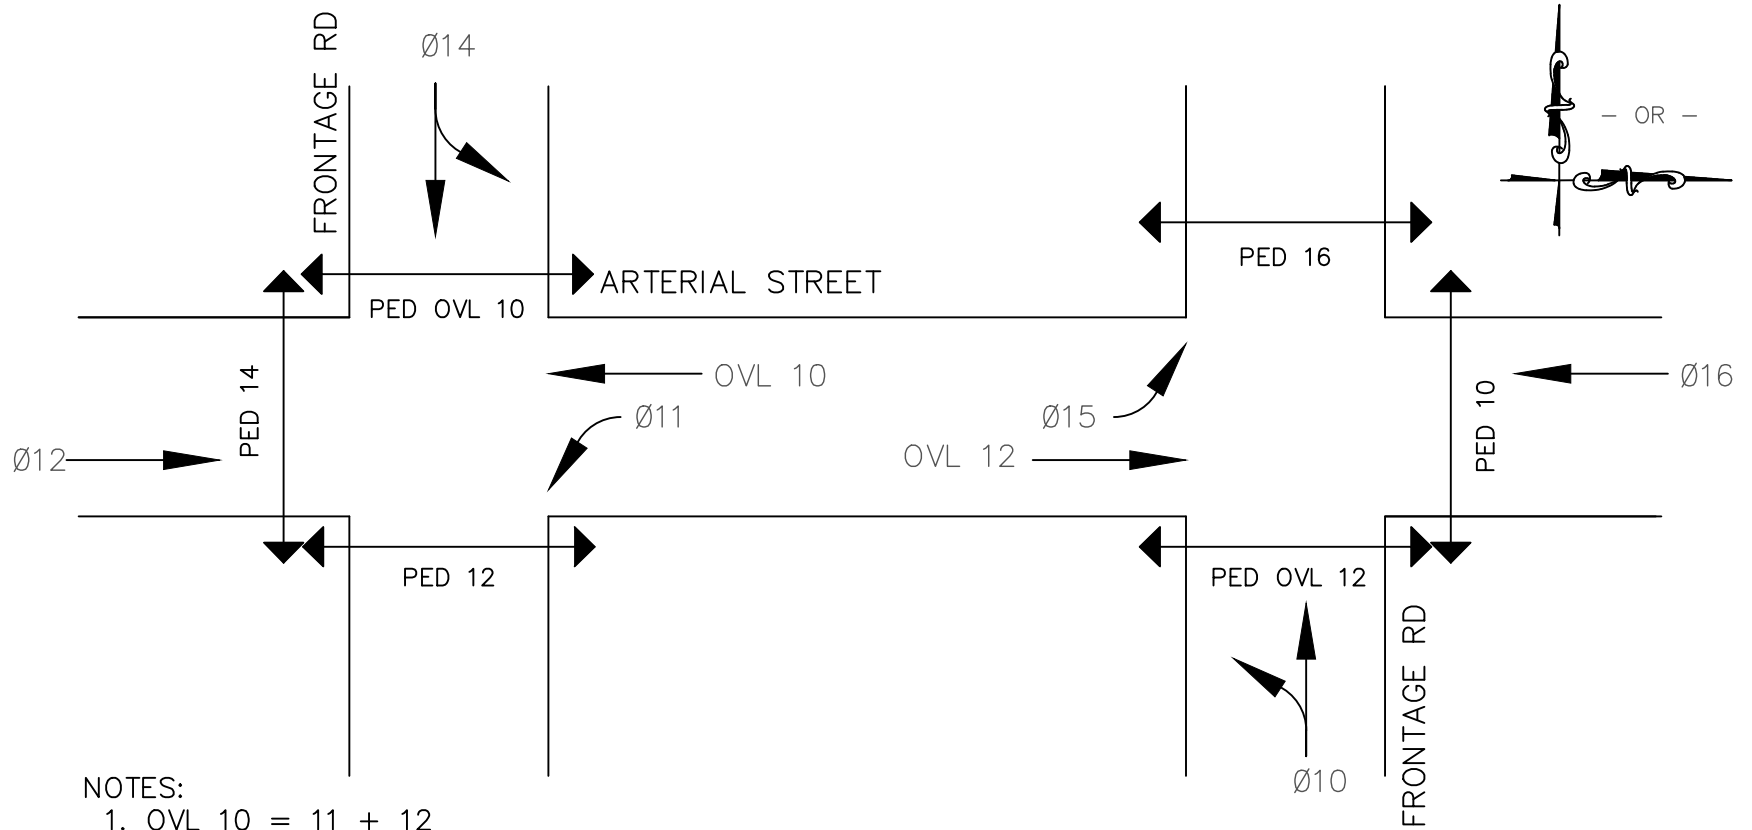 FRONTAGE RD
Ø14
– OR –
PED 16
ARTERIAL STREET
PED OVL 10
PED 14
OVL 10
Ø16
Ø11
Ø15
PED 10
Ø12
OVL 12
PED 12
PED OVL 12
FRONTAGE RD
Ø10
NOTES:
1. OVL 10 = 11 + 12